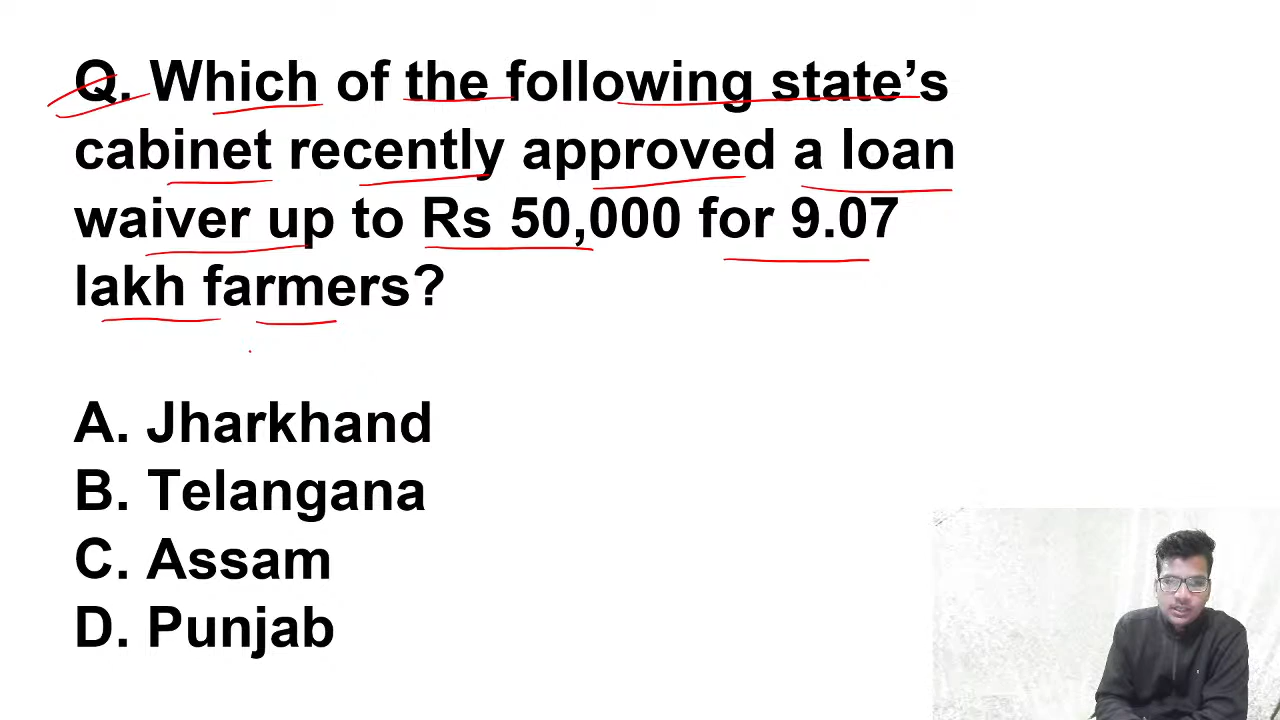 Q. Which of the following state’s
cabinet recently approved a loan
waiver up to Rs 50,000 for 9.07
lakh farmers?
A. Jharkhand
B. Telangana
C. Assam
D. Punjab